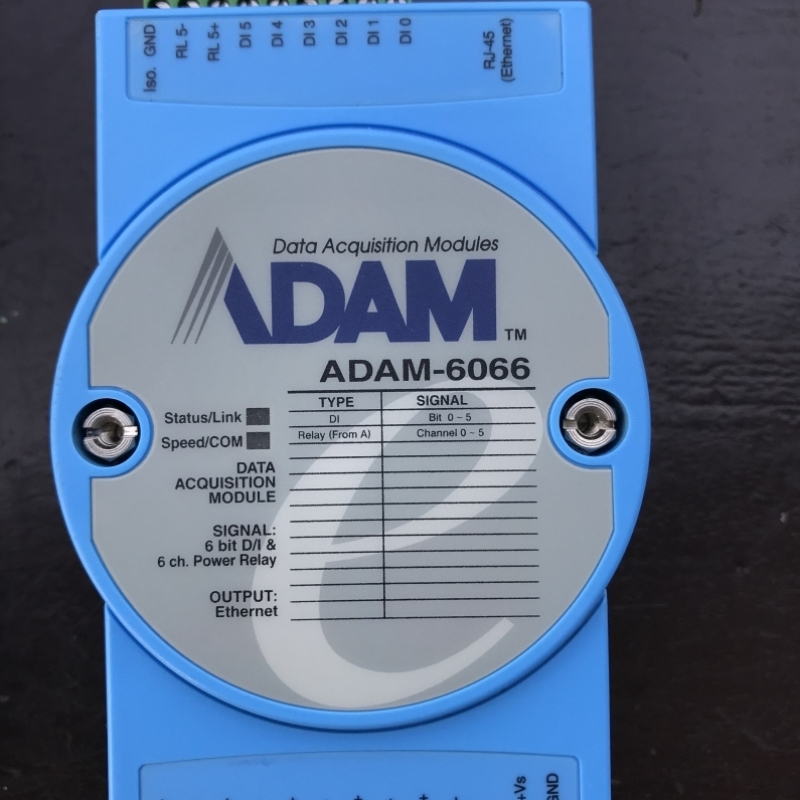 Iso. GND
RL 5-
RL 5+
DI 5
DI 4
DI 3
DI 2
DI 1
DI 0
RJ-45
(Ethernet)
Data Acquisition Modules
ADAM TM
ADAM-6066
TYPE SIGNAL
DI Bit 0 ~ 5
Relay (From A) Channel 0 ~ 5
Status/Link
Speed/COM
DATA
ACQUISITION
MODULE
SIGNAL:
6 bit D/I &
6 ch. Power Relay
OUTPUT:
Ethernet
+Vs
GND